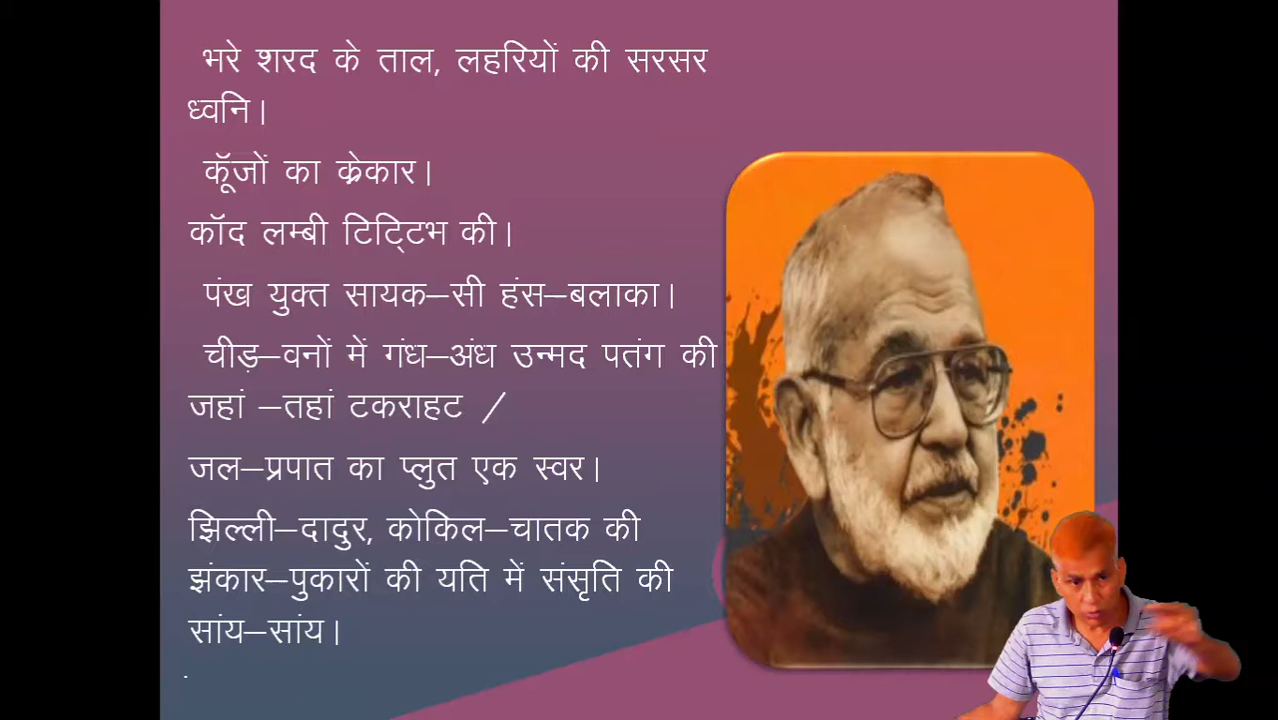 भरे शरद के ताल, लहरियों की सरसर
ध्वनि।
कूॅजों का क्रेकार।
कॉद लम्बी टिट्टिभ की।
पंख युक्त सायक–सी हंस–बलाका।
चीड़–वनों में गंध–अंध उन्मद पतंग की
जहां –तहां टकराहट /
जल–प्रपात का प्लुत एक स्वर।
झिल्ली–दादुर, कोकिल–चातक की
झंकार–पुकारों की यति में संसृति की
सांय–सांय।
.